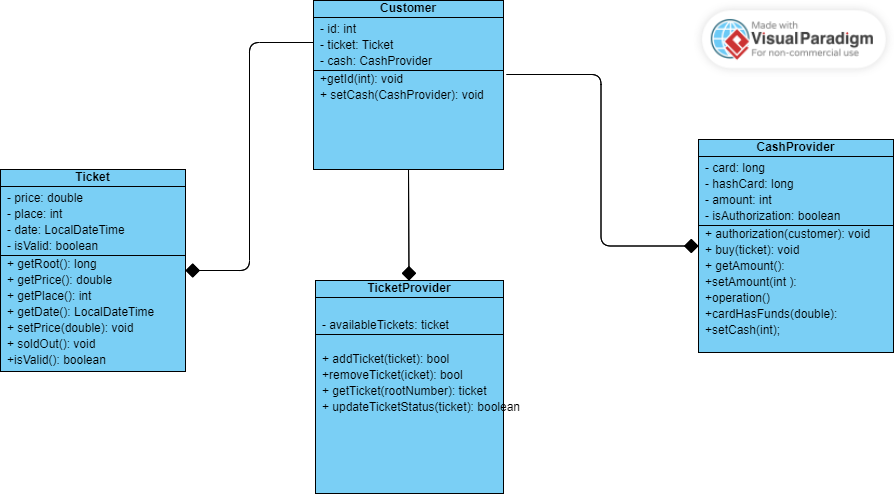 Customer
- id: int
- ticket: Ticket
- cash: CashProvider
+getId(int): void
+ setCash(CashProvider): void
Made with
Visual Paradigm
For non-commercial use
Ticket
- price: double
- place: int
- date: LocalDateTime
- isValid: boolean
+ getRoot(): long
+ getPrice(): double
+ getPlace(): int
+ getDate(): LocalDateTime
+ setPrice(double): void
+ soldOut(): void
+isValid(): boolean
TicketProvider
- availableTickets: ticket
+ addTicket(ticket): bool
+removeTicket(icket): bool
+ getTicket(rootNumber): ticket
+ updateTicketStatus(ticket): boolean
CashProvider
- card: long
- hashCard: long
- amount: int
- isAuthorization: boolean
+ authorization(customer): void
+ buy(ticket): void
+ getAmount():
+setAmount(int ):
+operation()
+cardHasFunds(double):
+setCash(int);